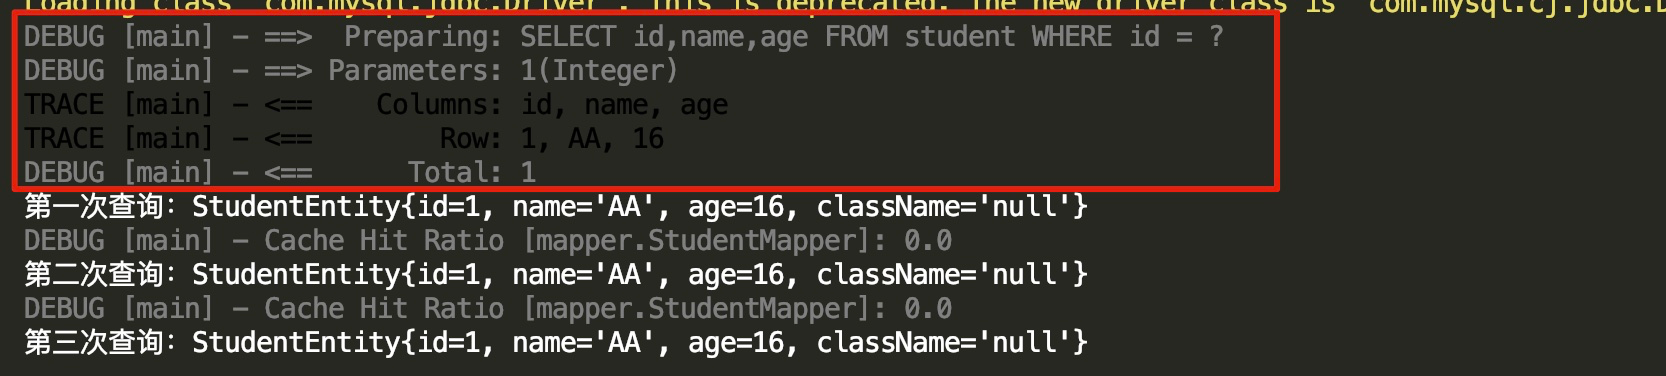 Loading class `com.mysql.jdbc.Driver'. This is deprecated. The new driver class is `com.mysql.cj.jdbc.D
DEBUG [main] - ==>  Preparing: SELECT id,name,age FROM student WHERE id = ?
DEBUG [main] - ==> Parameters: 1(Integer)
TRACE [main] - <==    Columns: id, name, age
TRACE [main] - <==        Row: 1, AA, 16
DEBUG [main] - <==      Total: 1
第一次查询：StudentEntity{id=1, name='AA', age=16, className='null'}
DEBUG [main] - Cache Hit Ratio [mapper.StudentMapper]: 0.0
第二次查询：StudentEntity{id=1, name='AA', age=16, className='null'}
DEBUG [main] - Cache Hit Ratio [mapper.StudentMapper]: 0.0
第三次查询：StudentEntity{id=1, name='AA', age=16, className='null'}